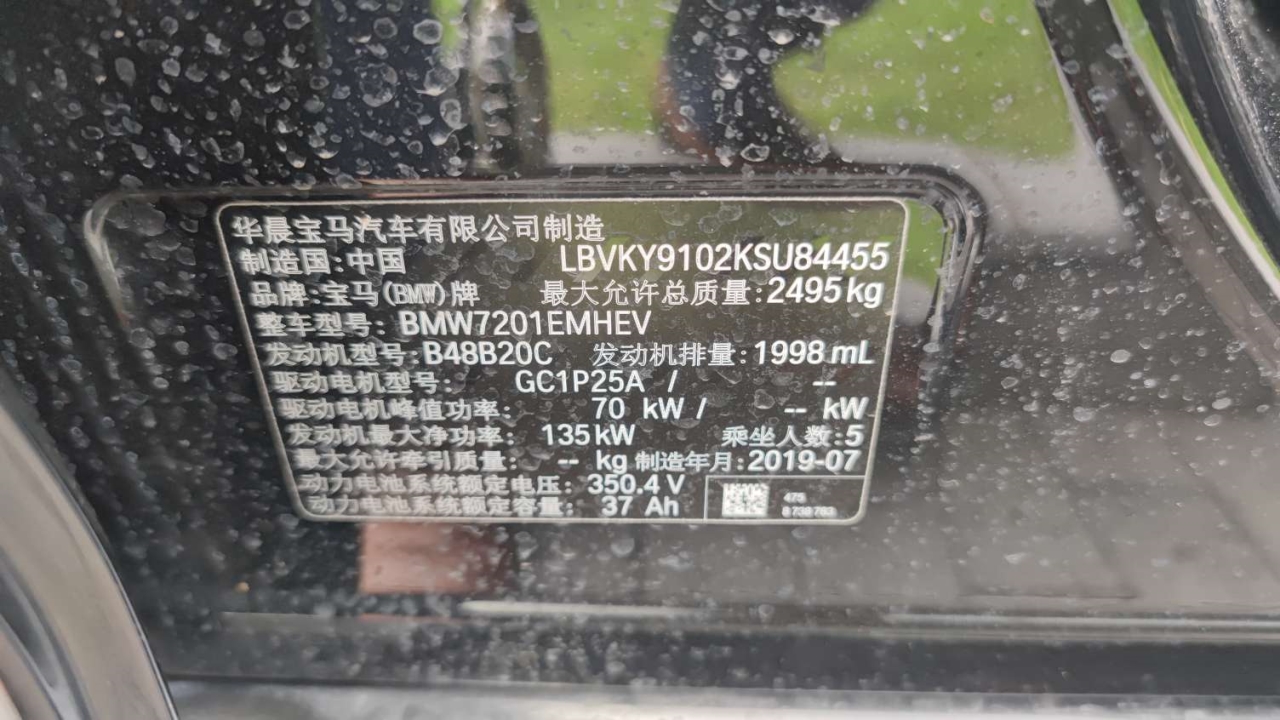 华晨宝马汽车有限公司制造
制造国:中国 LBVKY9102KSU84455
品牌:宝马(BMW)牌 最大允许总质量:2495kg
整车型号: BMW7201EMHEV
发动机型号:B48B20C 发动机排量:1998mL
驱动电机型号: GC1P25A / --
驱动电机峰值功率: 70 kW / -- kW
发动机最大净功率: 135kW 乘坐人数:5
最大允许牵引质量: -- kg 制造年月:2019-07
动力电池系统额定电压: 350.4 V
动力电池系统额定容量: 37 Ah
475